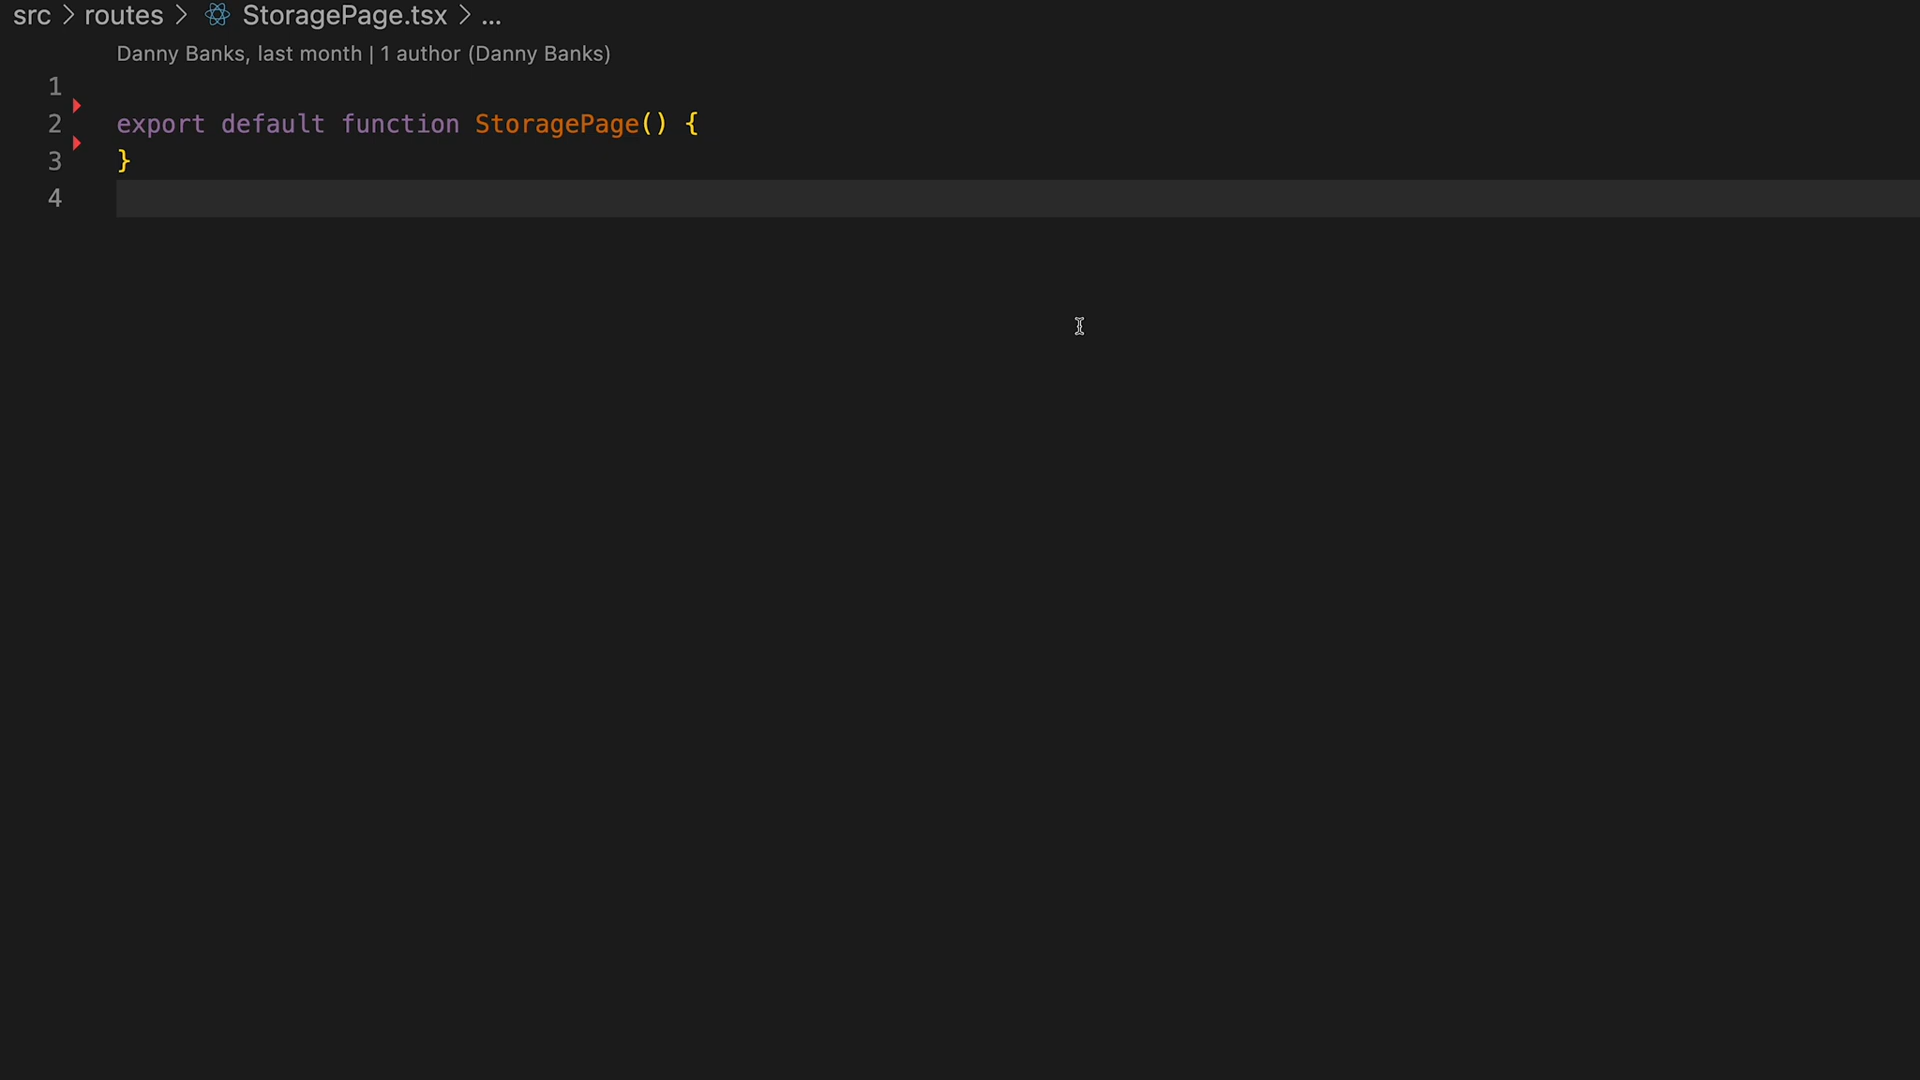 src > routes > StoragePage.tsx > ...
Danny Banks, last month | 1 author (Danny Banks)
1
2 export default function StoragePage() {
3 }
4